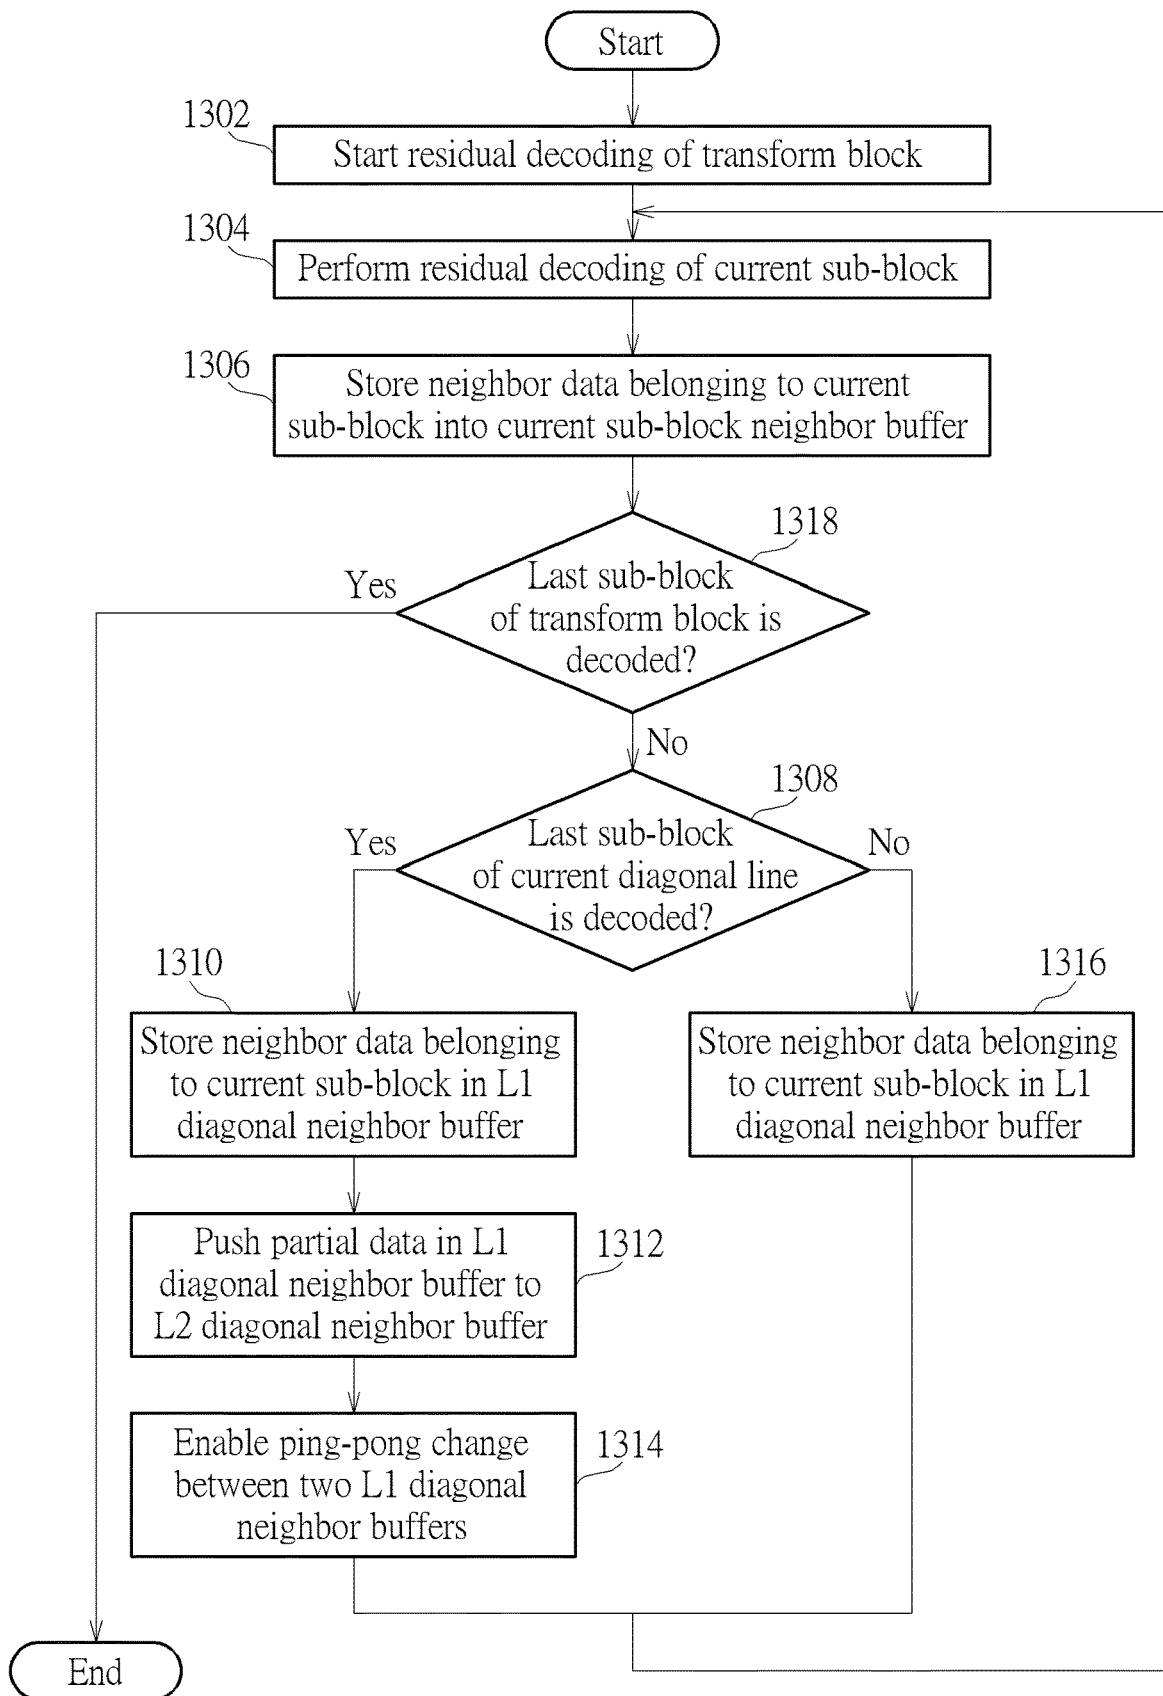 Start
1302
Start residual decoding of transform block
1304
Perform residual decoding of current sub-block
1306
Store neighbor data belonging to current
sub-block into current sub-block neighbor buffer
1318
Yes
Last sub-block
of transform block is
decoded?
No
1308
Yes
Last sub-block
of current diagonal line
is decoded?
No
1310
Store neighbor data belonging
to current sub-block in L1
diagonal neighbor buffer
1316
Store neighbor data belonging
to current sub-block in L1
diagonal neighbor buffer
Push partial data in L1
diagonal neighbor buffer to
L2 diagonal neighbor buffer
1312
Enable ping-pong change
between two L1 diagonal
neighbor buffers
1314
End